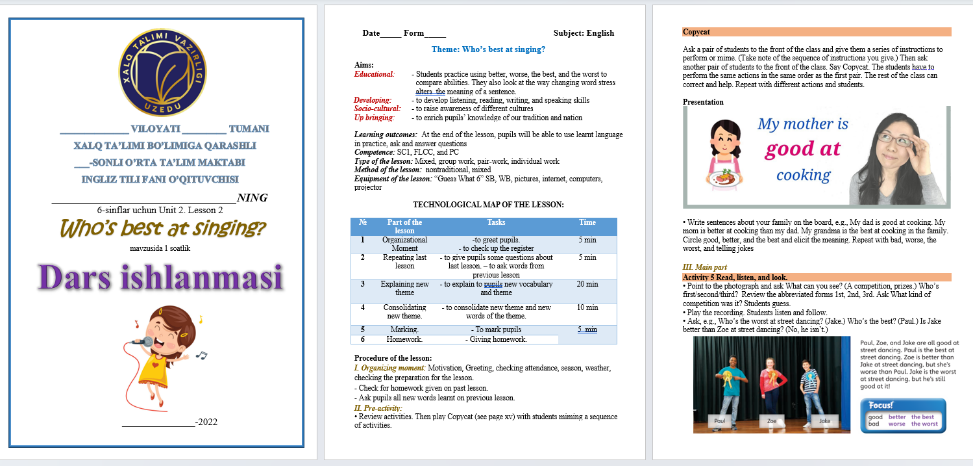 XALQ TA'LIMI VAZIRLIGI
UZEDU
____________ VILOYATI ________ TUMANI
XALQ TA'LIMI BO'LIMIGA QARASHLI
___-SONLI O'RTA TA'LIM MAKTABI
INGLIZ TILI FANI O'QITUVCHISI
______________________________NING
6-sinflar uchun Unit 2. Lesson 2
Who's best at singing?
mavzusida 1 soatlik
Dars ishlanmasi
_______________-2022
Date_____ Form_____ Subject: English
Theme: Who's best at singing?
Aims:
Educational: - Students practice using better, worse, the best, and the worst to
compare abilities. They also look at the way changing word stress
alters the meaning of a sentence.
Developing: - to develop listening, reading, writing, and speaking skills
Socio-cultural: - to raise awareness of different cultures
Up bringing: - to enrich pupils' knowledge of our tradition and nation
Learning outcomes: At the end of the lesson, pupils will be able to use learnt language
in practice, ask and answer questions
Competence: SC1, FLCC, and PC
Type of the lesson: Mixed, group work, pair-work, individual work
Method of the lesson: nontraditional, mixed
Equipment of the lesson: "Guess What 6" SB, WB, pictures, internet, computers,
projector
TECHNOLOGICAL MAP OF THE LESSON:
№ Part of the lesson Tasks Time
1 Organizational Moment -to greet pupils. - to check up the register 5 min
2 Repeating last lesson - to give pupils some questions about last lesson. – to ask words from previous lesson 5 min
3 Explaining new theme - to explain to pupils new vocabulary and theme 20 min
4 Consolidating new theme. - to consolidate new theme and new words of the theme. 10 min
5 Marking. - To mark pupils 5 min
6 Homework. - Giving homework.
Procedure of the lesson:
I. Organizing moment: Motivation, Greeting, checking attendance, season, weather,
checking the preparation for the lesson.
- Check for homework given on past lesson.
- Ask pupils all new words learnt on previous lesson.
II. Pre-activity:
• Review activities. Then play Copycat (see page xv) with students miming a sequence
of activities.
Copycat
Ask a pair of students to the front of the class and give them a series of instructions to
perform or mime. (Take note of the sequence of instructions you give.) Then ask
another pair of students to the front of the class. Say Copycat. The students have to
perform the same actions in the same order as the first pair. The rest of the class can
correct and help. Repeat with different actions and students.
Presentation
My mother is
good at
cooking
• Write sentences about your family on the board, e.g., My dad is good at cooking. My
mom is better at cooking than my dad. My grandma is the best at cooking in the family.
Circle good, better, and the best and elicit the meaning. Repeat with bad, worse, the
worst, and telling jokes
III. Main part
Activity 5 Read, listen, and look.
• Point to the photograph and ask What can you see? (A competition, prizes.) Who's
first/second/third? Review the abbreviated forms 1st, 2nd, 3rd. Ask What kind of
competition was it? Students guess.
• Play the recording. Students listen and follow.
• Ask, e.g., Who's the worst at street dancing? (Jake.) Who's the best? (Paul.) Is Jake
better than Zoe at street dancing? (No, he isn't.)
Paul Zoe Jake
Paul, Zoe, and Jake are all good at
street dancing. Paul is the best at
street dancing. Zoe is better than
Jake at street dancing, but she's
worse than Paul. Jake is the worst
at street dancing, but he's still
good at it!
Focus!
good better the best
bad worse the worst